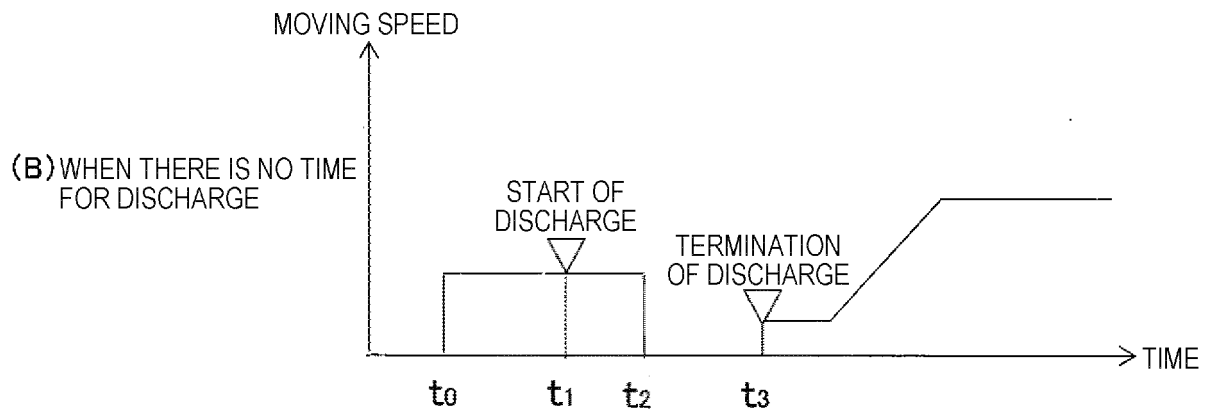 MOVING SPEED
(B) WHEN THERE IS NO TIME
FOR DISCHARGE
START OF
DISCHARGE
TERMINATION
OF DISCHARGE
TIME
t0 t1 t2 t3